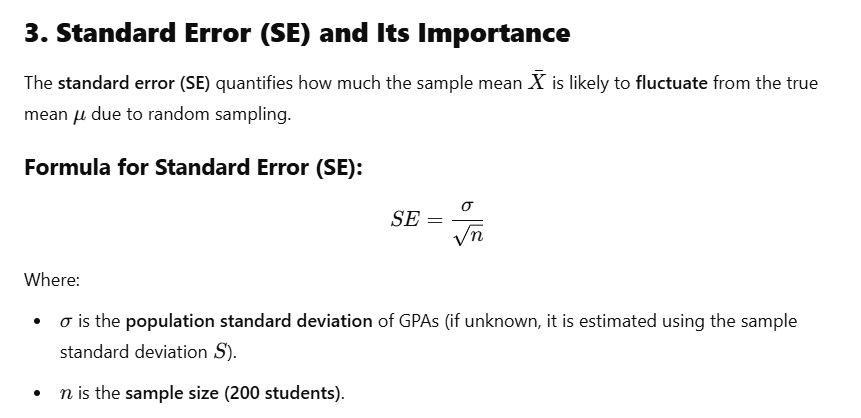 3. Standard Error (SE) and Its Importance
The standard error (SE) quantifies how much the sample mean X̄ is likely to fluctuate from the true
mean μ due to random sampling.
Formula for Standard Error (SE):
SE = σ / √n
Where:
• σ is the population standard deviation of GPAs (if unknown, it is estimated using the sample
standard deviation S).
• n is the sample size (200 students).